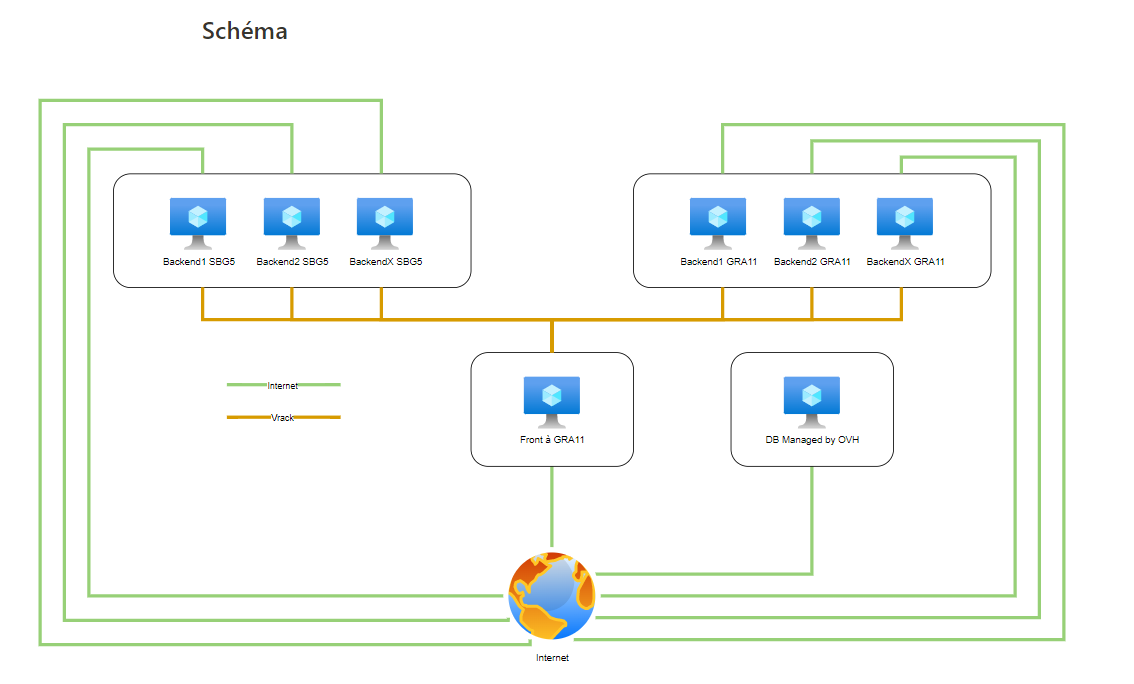 Schéma
Backend1 SBG5
Backend2 SBG5
BackendX SBG5
Backend1 GRA11
Backend2 GRA11
BackendX GRA11
Internet
Vrack
Front à GRA11
DB Managed by OVH
Internet